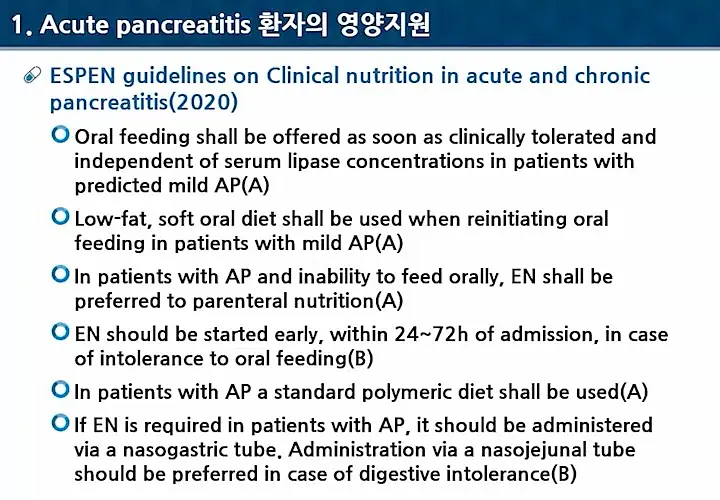 1. Acute pancreatitis 환자의 영양지원
ESPEN guidelines on Clinical nutrition in acute and chronic
pancreatitis(2020)
Oral feeding shall be offered as soon as clinically tolerated and
independent of serum lipase concentrations in patients with
predicted mild AP(A)
Low-fat, soft oral diet shall be used when reinitiating oral
feeding in patients with mild AP(A)
In patients with AP and inability to feed orally, EN shall be
preferred to parenteral nutrition(A)
EN should be started early, within 24~72h of admission, in case
of intolerance to oral feeding(B)
In patients with AP a standard polymeric diet shall be used(A)
If EN is required in patients with AP, it should be administered
via a nasogastric tube. Administration via a nasojejunal tube
should be preferred in case of digestive intolerance(B)